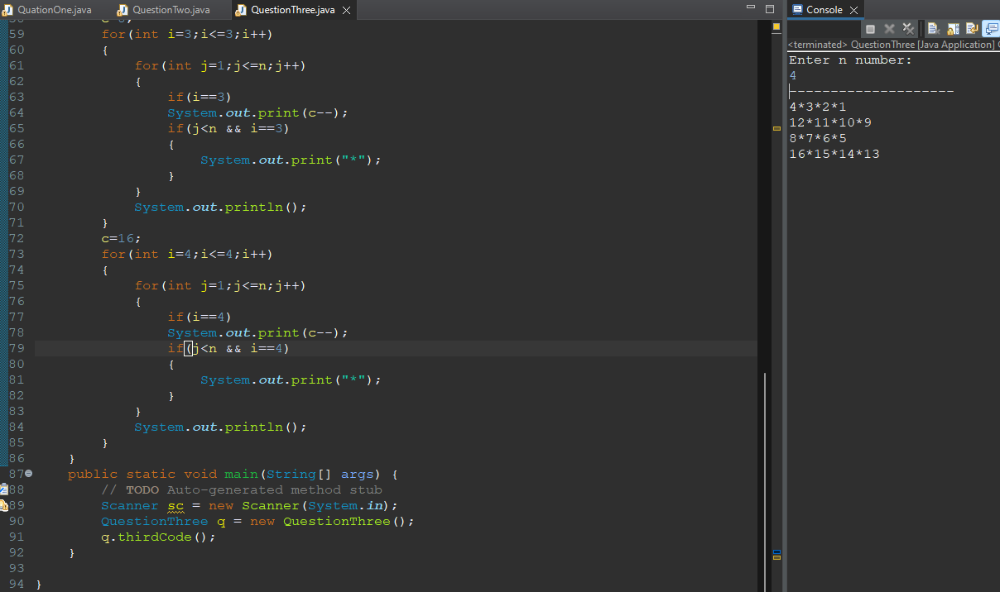 QuationOne.java QuestionTwo.java QuestionThree.java
59 for(int i=3;i<=3;i++)
60 {
61 for(int j=1;j<=n;j++)
62 {
63 if(i==3)
64 System.out.print(c--);
65 if(j<n && i==3)
66 {
67 System.out.print("*");
68 }
69 }
70 System.out.println();
71 }
72 c=16;
73 for(int i=4;i<=4;i++)
74 {
75 for(int j=1;j<=n;j++)
76 {
77 if(i==4)
78 System.out.print(c--);
79 if(j<n && i==4)
80 {
81 System.out.print("*");
82 }
83 }
84 System.out.println();
85 }
86 }
87 public static void main(String[] args) {
88 // TODO Auto-generated method stub
89 Scanner sc = new Scanner(System.in);
90 QuestionThree q = new QuestionThree();
91 q.thirdCode();
92 }
93
94 }
Console
<terminated> QuestionThree [Java Application]
Enter n number:
4
--------------------
4*3*2*1
12*11*10*9
8*7*6*5
16*15*14*13